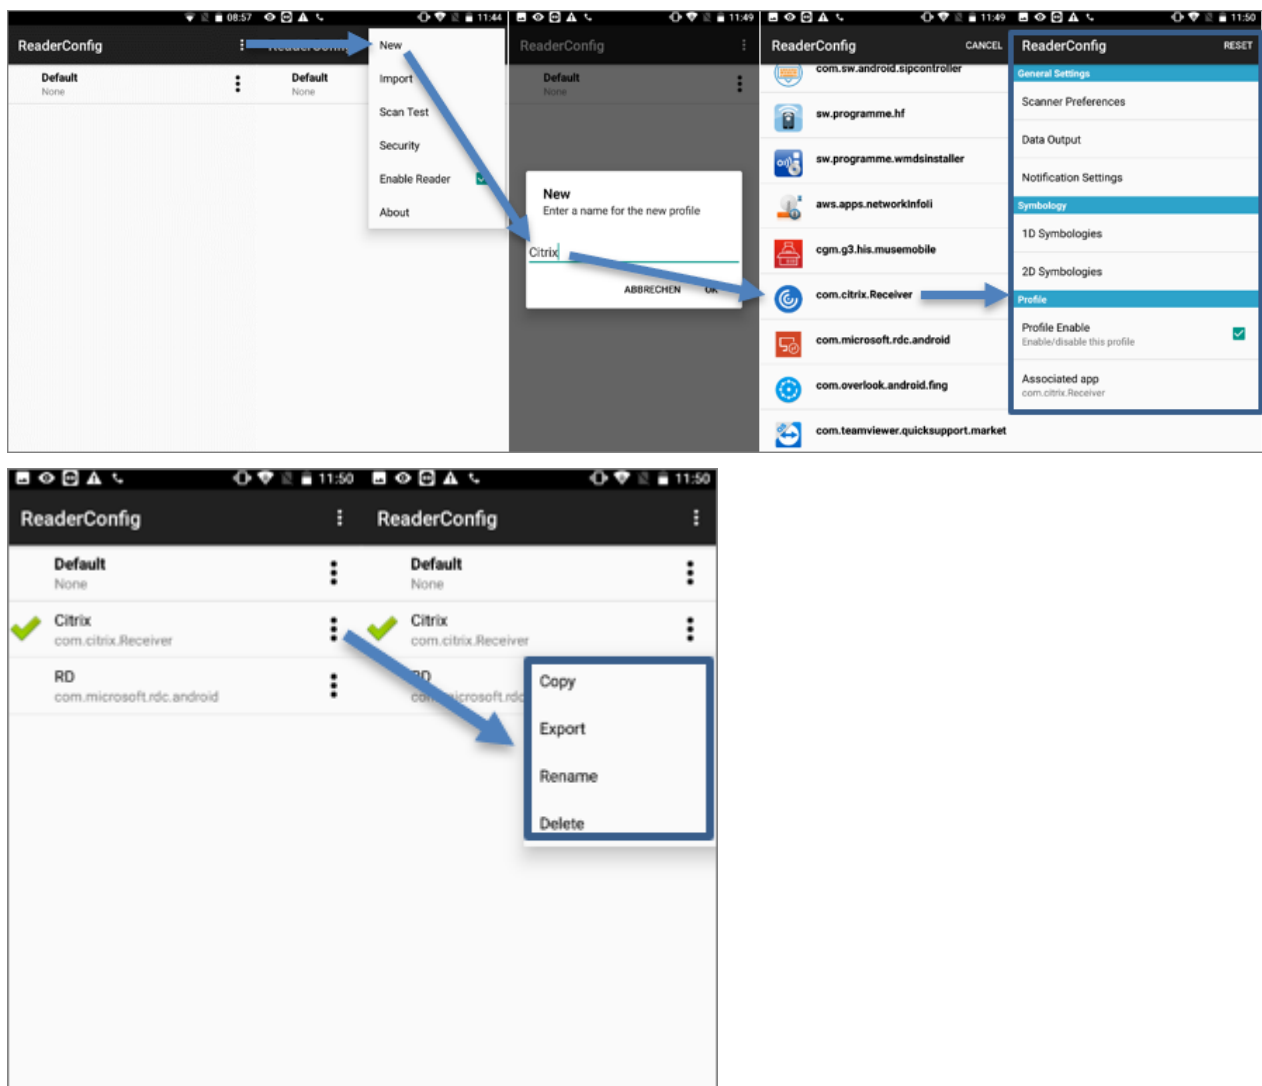 08:57
ReaderConfig
Default
None
11:44
Default
None
New
Import
Scan Test
Security
Enable Reader
About
11:49
ReaderConfig
Default
None
New
Enter a name for the new profile
Citrix
ABBRECHEN
11:49
ReaderConfig CANCEL
com.sw.android.sipcontroller
sw.programme.hf
sw.programme.wmdsinstaller
aws.apps.networkInfoli
cgm.g3.his.musemobile
com.citrix.Receiver
com.microsoft.rdc.android
com.overlook.android.fing
com.teamviewer.quicksupport.market
11:50
ReaderConfig RESET
General Settings
Scanner Preferences
Data Output
Notification Settings
Symbology
1D Symbologies
2D Symbologies
Profile
Profile Enable
Enable/disable this profile
Associated app
com.citrix.Receiver
11:50
ReaderConfig
Default
None
Citrix
com.citrix.Receiver
RD
com.microsoft.rdc.android
11:50
ReaderConfig
Default
None
Citrix
com.citrix.Receiver
Copy
Export
Rename
Delete